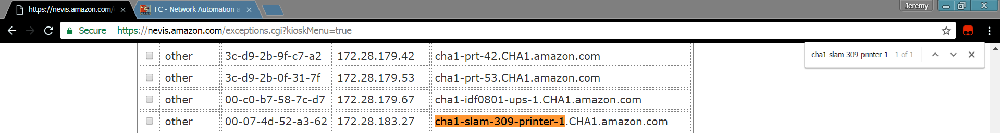 https://nevis.amazon.com/
FC - Network Automation a
Jeremy
Secure
https://nevis.amazon.com/exceptions.cgi?kioskMenu=true
cha1-slam-309-printer-1 1 of 1
other 3c-d9-2b-9f-c7-a2 172.28.179.42 cha1-prt-42.CHA1.amazon.com
other 3c-d9-2b-0f-31-7f 172.28.179.53 cha1-prt-53.CHA1.amazon.com
other 00-c0-b7-58-7c-d7 172.28.179.67 cha1-idf0801-ups-1.CHA1.amazon.com
other 00-07-4d-52-a3-62 172.28.183.27 cha1-slam-309-printer-1.CHA1.amazon.com